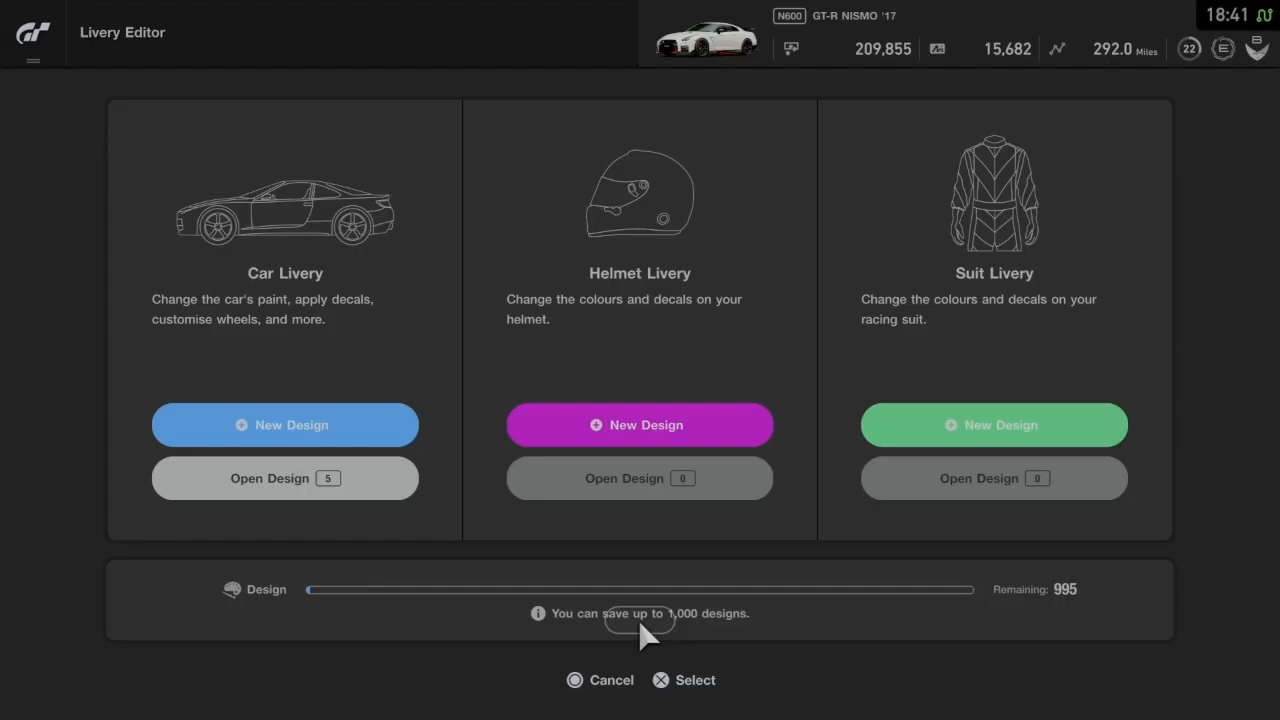 Livery Editor
N600 GT-R NISMO '17
209,855 15,682 292.0 Miles 22 E B
18:41
Car Livery
Change the car's paint, apply decals,
customise wheels, and more.
New Design
Open Design 5
Helmet Livery
Change the colours and decals on your
helmet.
New Design
Open Design 0
Suit Livery
Change the colours and decals on your
racing suit.
New Design
Open Design 0
Design
Remaining: 995
You can save up to 1,000 designs.
Cancel Select